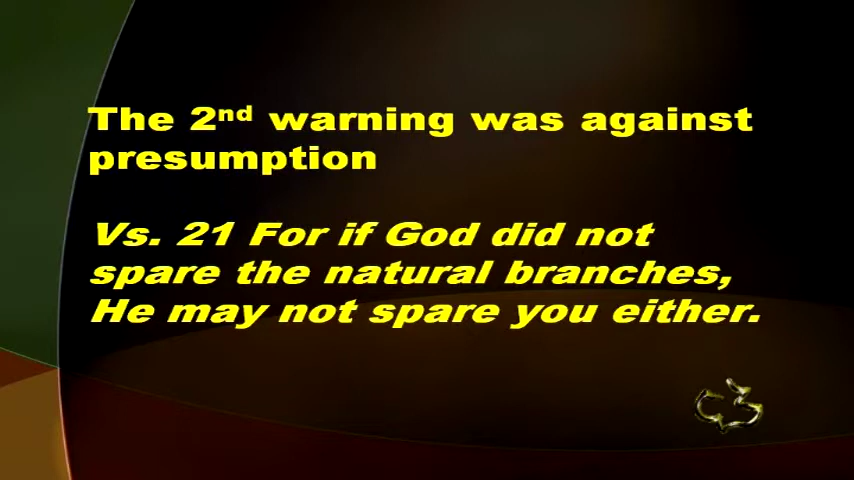 The 2nd warning was against
presumption
Vs. 21 For if God did not
spare the natural branches,
He may not spare you either.
C3